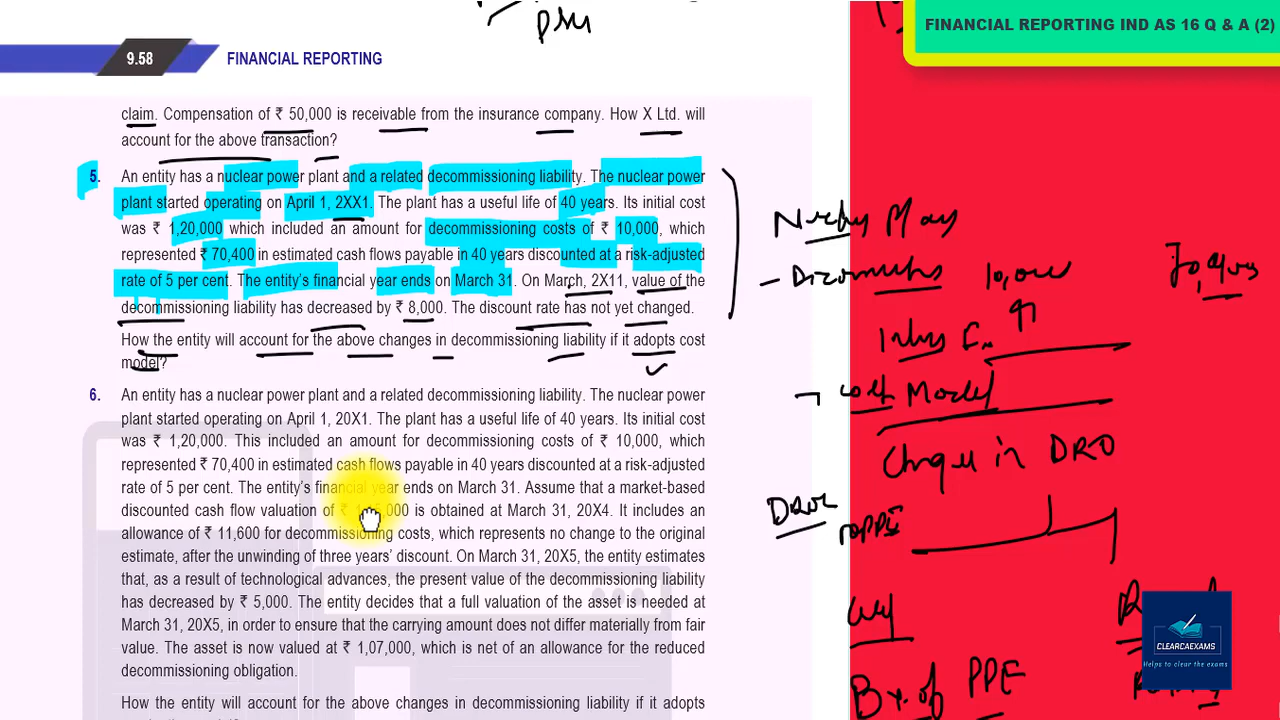 psu
FINANCIAL REPORTING IND AS 16 Q & A (2)
9.58 FINANCIAL REPORTING
claim. Compensation of ₹ 50,000 is receivable from the insurance company. How X Ltd. will
account for the above transaction?
5. An entity has a nuclear power plant and a related decommissioning liability. The nuclear power
plant started operating on April 1, 2XX1. The plant has a useful life of 40 years. Its initial cost
was ₹ 1,20,000 which included an amount for decommissioning costs of ₹ 10,000, which
represented ₹ 70,400 in estimated cash flows payable in 40 years discounted at a risk-adjusted
rate of 5 per cent. The entity's financial year ends on March 31. On March, 2X11, value of the
decommissioning liability has decreased by ₹ 8,000. The discount rate has not yet changed.
How the entity will account for the above changes in decommissioning liability if it adopts cost
model?
6. An entity has a nuclear power plant and a related decommissioning liability. The nuclear power
plant started operating on April 1, 20X1. The plant has a useful life of 40 years. Its initial cost
was ₹ 1,20,000. This included an amount for decommissioning costs of ₹ 10,000, which
represented ₹ 70,400 in estimated cash flows payable in 40 years discounted at a risk-adjusted
rate of 5 per cent. The entity's financial year ends on March 31. Assume that a market-based
discounted cash flow valuation of ₹ is obtained at March 31, 20X4. It includes an
allowance of ₹ 11,600 for decommissioning costs, which represents no change to the original
estimate, after the unwinding of three years' discount. On March 31, 20X5, the entity estimates
that, as a result of technological advances, the present value of the decommissioning liability
has decreased by ₹ 5,000. The entity decides that a full valuation of the asset is needed at
March 31, 20X5, in order to ensure that the carrying amount does not differ materially from fair
value. The asset is now valued at ₹ 1,07,000, which is net of an allowance for the reduced
decommissioning obligation.
How the entity will account for the above changes in decommissioning liability if it adopts
10,000
Cost Model
in DRO
of PPE
CLEARCAEXAMS
Helps to clear the exams